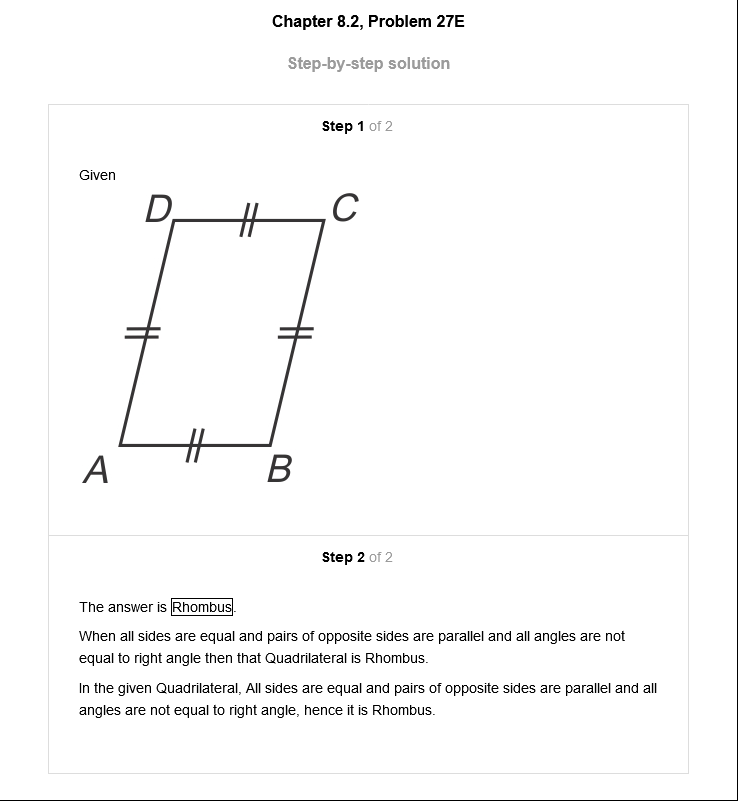 Chapter 8.2, Problem 27E
Step-by-step solution
Step 1 of 2
Given
D
C
A
B
Step 2 of 2
The answer is Rhombus.
When all sides are equal and pairs of opposite sides are parallel and all angles are not
equal to right angle then that Quadrilateral is Rhombus.
In the given Quadrilateral, All sides are equal and pairs of opposite sides are parallel and all
angles are not equal to right angle, hence it is Rhombus.